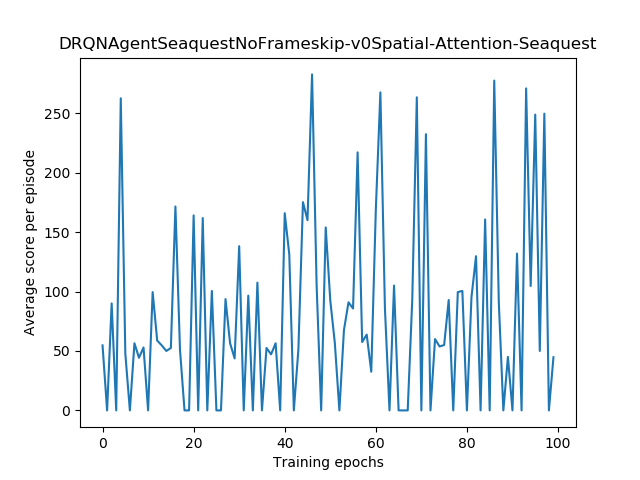 DRQNAgentSeaquestNoFrameskip-v0Spatial-Attention-Seaquest
250
200
150
100
50
0
Average score per episode
0 20 40 60 80 100
Training epochs